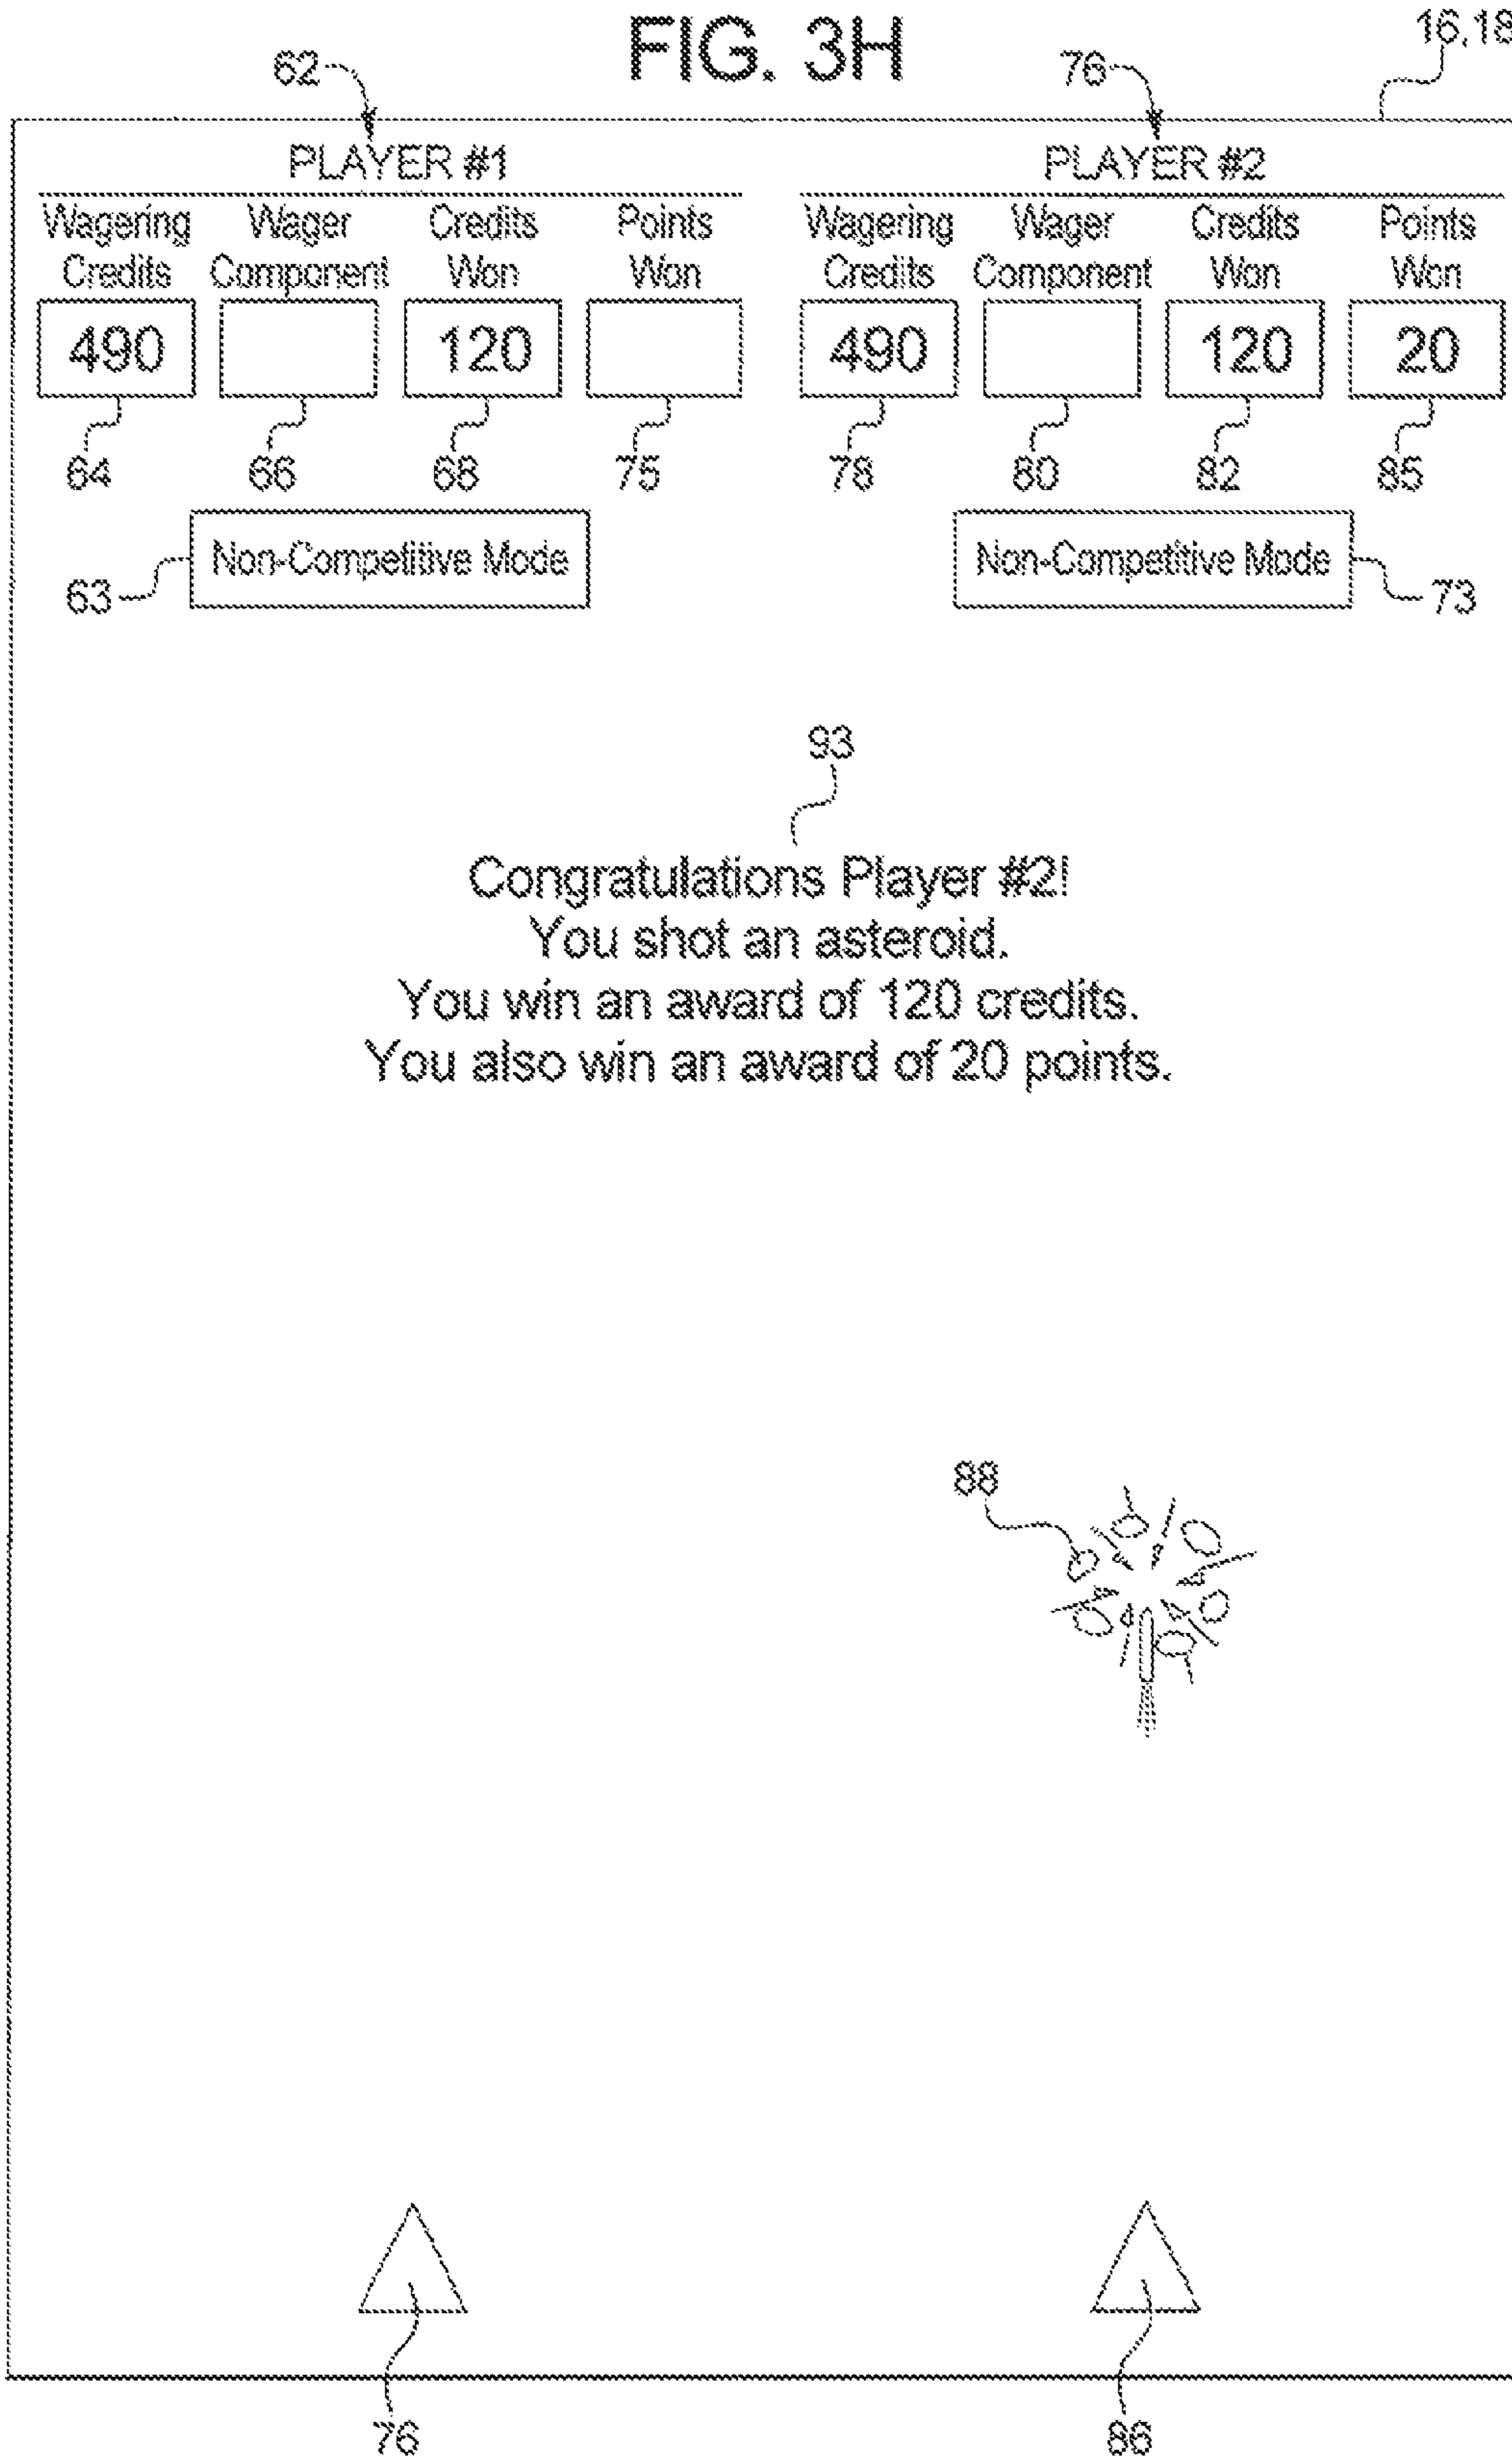 FIG. 3H
16,18
62
76
PLAYER #1
PLAYER #2
Wagering Credits
Wager Component
Credits Won
Points Won
Wagering Credits
Wager Component
Credits Won
Points Won
490
120
490
120
20
64
66
68
75
78
80
82
85
63
Non-Competitive Mode
Non-Competitive Mode
73
93
Congratulations Player #2!
You shot an asteroid.
You win an award of 120 credits.
You also win an award of 20 points.
88
76
86